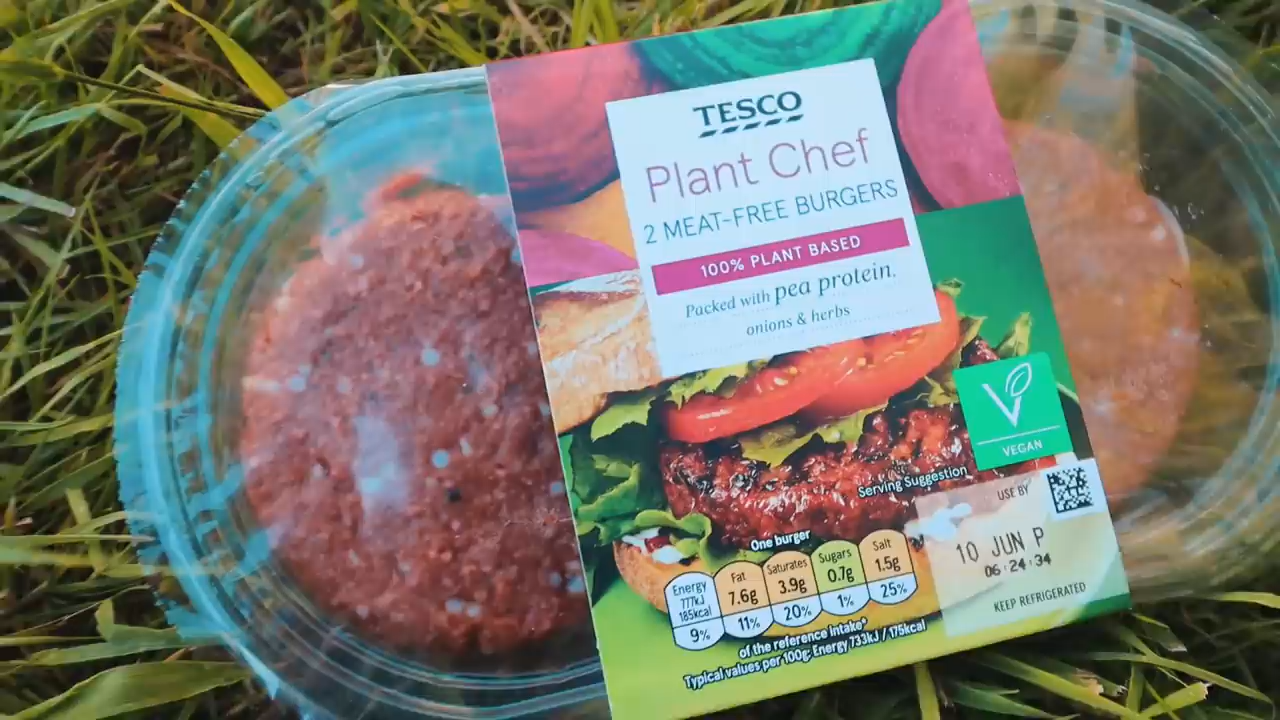 TESCO
Plant Chef
2 MEAT-FREE BURGERS
100% PLANT BASED
Packed with pea protein,
onions & herbs
V
VEGAN
Serving Suggestion
USE BY
10 JUN P
06:24:34
KEEP REFRIGERATED
One burger
Energy
777kJ
185kcal
9%
Fat
7.6g
11%
Saturates
3.9g
20%
Sugars
0.7g
1%
Salt
1.5g
25%
of the reference intake*
Typical values per 100g: Energy 733kJ / 175kcal